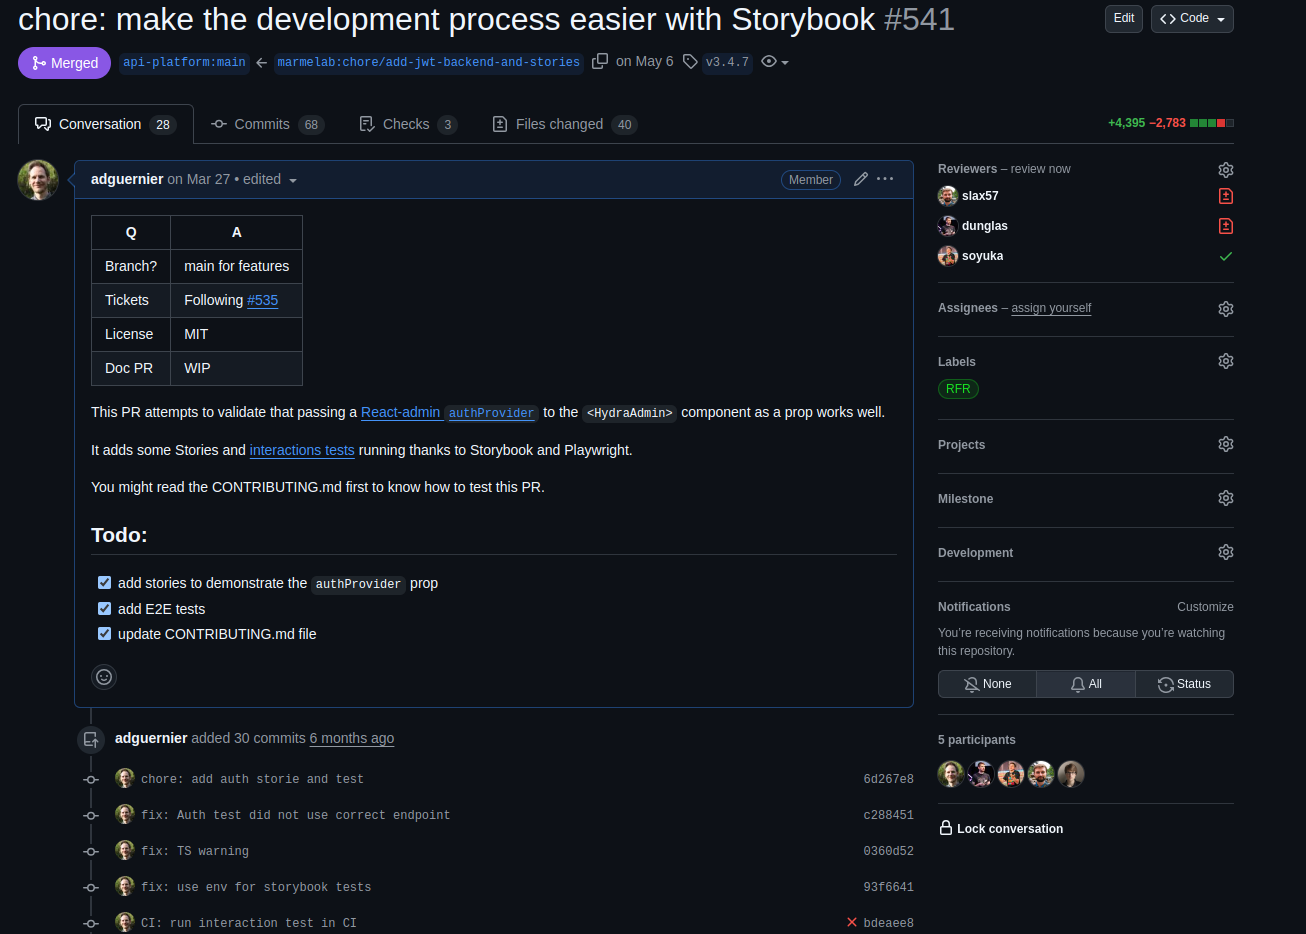 chore: make the development process easier with Storybook #541
Edit
Code
Merged
api-platform:main
marmelab:chore/add-jwt-backend-and-stories
on May 6
v3.4.7
Conversation 28
Commits 68
Checks 3
Files changed 40
+4,395 −2,783
adguernier on Mar 27 • edited
Member
Q A
Branch? main for features
Tickets Following #535
License MIT
Doc PR WIP
This PR attempts to validate that passing a React-admin authProvider to the <HydraAdmin> component as a prop works well.
It adds some Stories and interactions tests running thanks to Storybook and Playwright.
You might read the CONTRIBUTING.md first to know how to test this PR.
Todo:
add stories to demonstrate the authProvider prop
add E2E tests
update CONTRIBUTING.md file
adguernier added 30 commits 6 months ago
chore: add auth storie and test 6d267e8
fix: Auth test did not use correct endpoint c288451
fix: TS warning 0360d52
fix: use env for storybook tests 93f6641
CI: run interaction test in CI bdeaee8
Reviewers – review now
slax57
dunglas
soyuka
Assignees – assign yourself
Labels
RFR
Projects
Milestone
Development
Notifications Customize
You're receiving notifications because you're watching
this repository.
None All Status
5 participants
Lock conversation